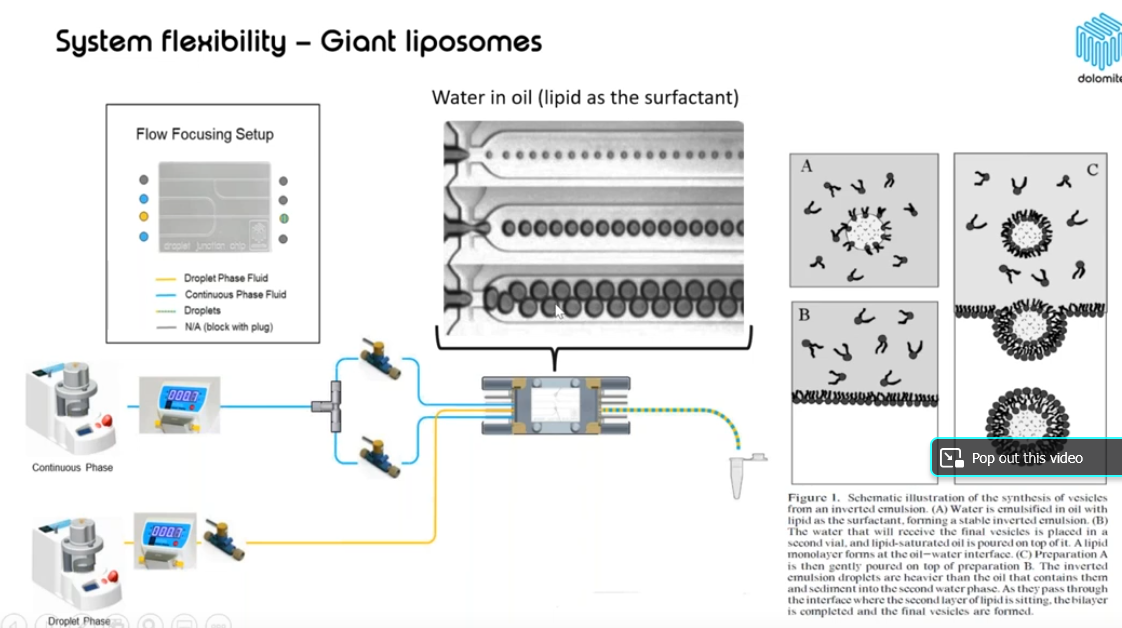 System flexibility – Giant liposomes
dolomite
Water in oil (lipid as the surfactant)
Flow Focusing Setup
droplet junction chip
Droplet Phase Fluid
Continuous Phase Fluid
Droplets
N/A (block with plug)
000.7
Continuous Phase
000.7
Droplet Phase
A
B
C
Pop out this video
Figure 1. Schematic illustration of the synthesis of vesicles
from an inverted emulsion. (A) Water is emulsified in oil with
lipid as the surfactant, forming a stable inverted emulsion. (B)
The water that will receive the final vesicles is placed in a
second vial, and lipid-saturated oil is poured on top of it. A lipid
monolayer forms at the oil–water interface. (C) Preparation A
is then gently poured on top of preparation B. The inverted
emulsion droplets are heavier than the oil that contains them
and sediment into the second water phase. As they pass through
the interface where the second layer of lipid is sitting, the bilayer
is completed and the final vesicles are formed.